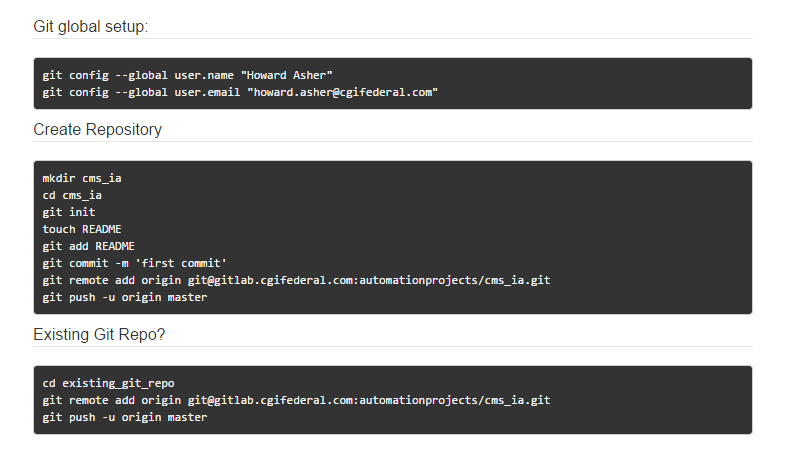 Git global setup:
git config --global user.name "Howard Asher"
git config --global user.email "howard.asher@cgifederal.com"
Create Repository
mkdir cms_ia
cd cms_ia
git init
touch README
git add README
git commit -m 'first commit'
git remote add origin git@gitlab.cgifederal.com:automationprojects/cms_ia.git
git push -u origin master
Existing Git Repo?
cd existing_git_repo
git remote add origin git@gitlab.cgifederal.com:automationprojects/cms_ia.git
git push -u origin master